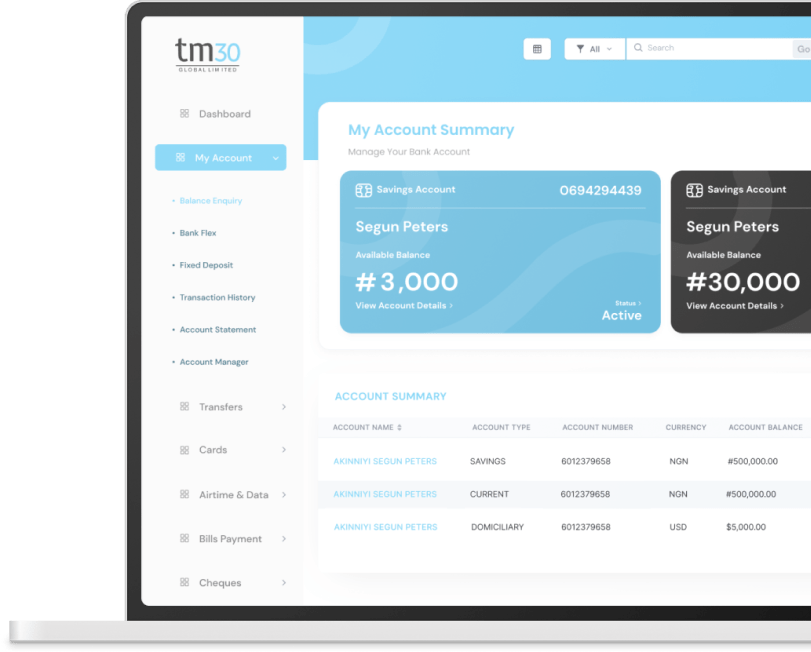 tm30
GLOBAL LIMITED
All
Search
Go
Dashboard
My Account
Balance Enquiry
Bank Flex
Fixed Deposit
Transaction History
Account Statement
Account Manager
Transfers
Cards
Airtime & Data
Bills Payment
Cheques
My Account Summary
Manage Your Bank Account
Savings Account 0694294439
Segun Peters
Available Balance
#3,000
View Account Details >
Status >
Active
Savings Account
Segun Peters
Available Balance
#30,000
View Account Details >
ACCOUNT SUMMARY
ACCOUNT NAME ACCOUNT TYPE ACCOUNT NUMBER CURRENCY ACCOUNT BALANCE
AKINNIYI SEGUN PETERS SAVINGS 6012379658 NGN #500,000.00
AKINNIYI SEGUN PETERS CURRENT 6012379658 NGN #500,000.00
AKINNIYI SEGUN PETERS DOMICILIARY 6012379658 USD $5,000.00